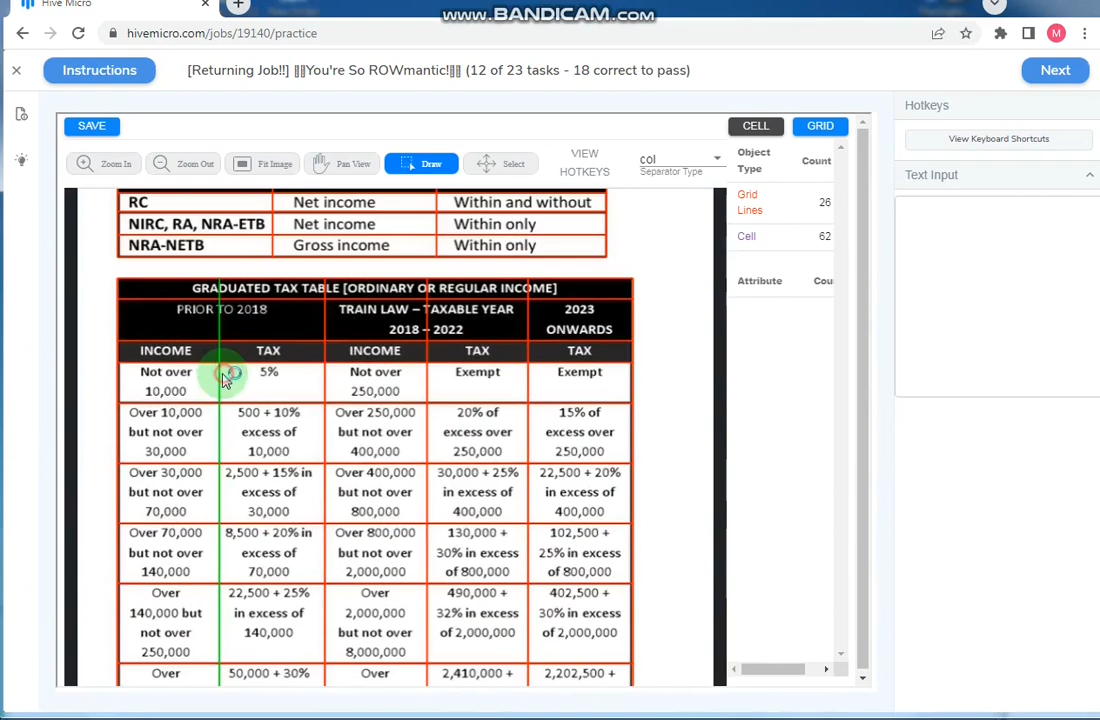 Hive Micro
www.BANDICAM.com
hivemicro.com/jobs/19140/practice
M
Instructions
[Returning Job!!] You're So ROWmantic!‼ (12 of 23 tasks - 18 correct to pass)
Next
SAVE
CELL
GRID
Zoom In
Zoom Out
Fit Image
Pan View
Draw
Select
VIEW
HOTKEYS
col
Separator Type
Object
Type
Count
Grid
Lines
26
Cell
62
Attribute
Cou
Hotkeys
View Keyboard Shortcuts
Text Input
RC Net income Within and without
NIRC, RA, NRA-ETB Net income Within only
NRA-NETB Gross income Within only
GRADUATED TAX TABLE [ORDINARY OR REGULAR INCOME]
PRIOR TO 2018 TRAIN LAW – TAXABLE YEAR 2023
2018 – 2022 ONWARDS
INCOME TAX INCOME TAX TAX
Not over 5% Not over Exempt Exempt
10,000 250,000
Over 10,000 500 + 10% Over 250,000 20% of 15% of
but not over excess of but not over excess over excess over
30,000 10,000 400,000 250,000 250,000
Over 30,000 2,500 + 15% in Over 400,000 30,000 + 25% 22,500 + 20%
but not over excess of but not over in excess of in excess of
70,000 30,000 800,000 400,000 400,000
Over 70,000 8,500 + 20% in Over 800,000 130,000 + 102,500 +
but not over excess of but not over 30% in excess 25% in excess
140,000 70,000 2,000,000 of 800,000 of 800,000
Over 22,500 + 25% Over 490,000 + 402,500 +
140,000 but in excess of 2,000,000 32% in excess 30% in excess
not over 140,000 but not over of 2,000,000 of 2,000,000
250,000 8,000,000
Over 50,000 + 30% Over 2,410,000 + 2,202,500 +